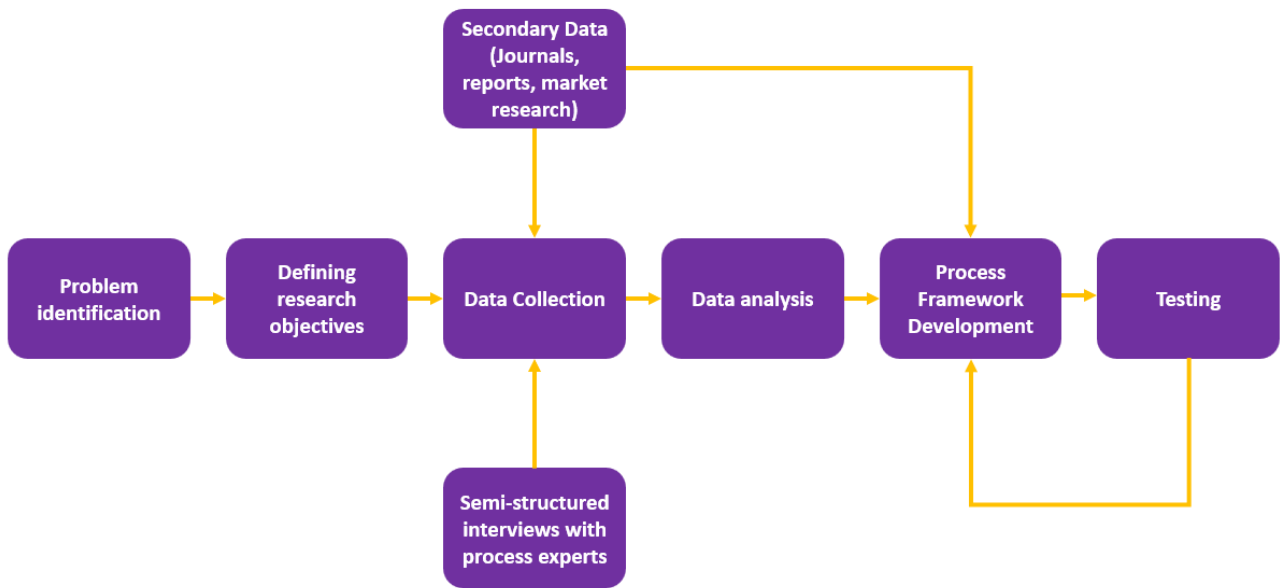 Secondary Data
(Journals,
reports, market
research)
Problem
identification
Defining
research
objectives
Data Collection
Data analysis
Process
Framework
Development
Testing
Semi-structured
interviews with
process experts